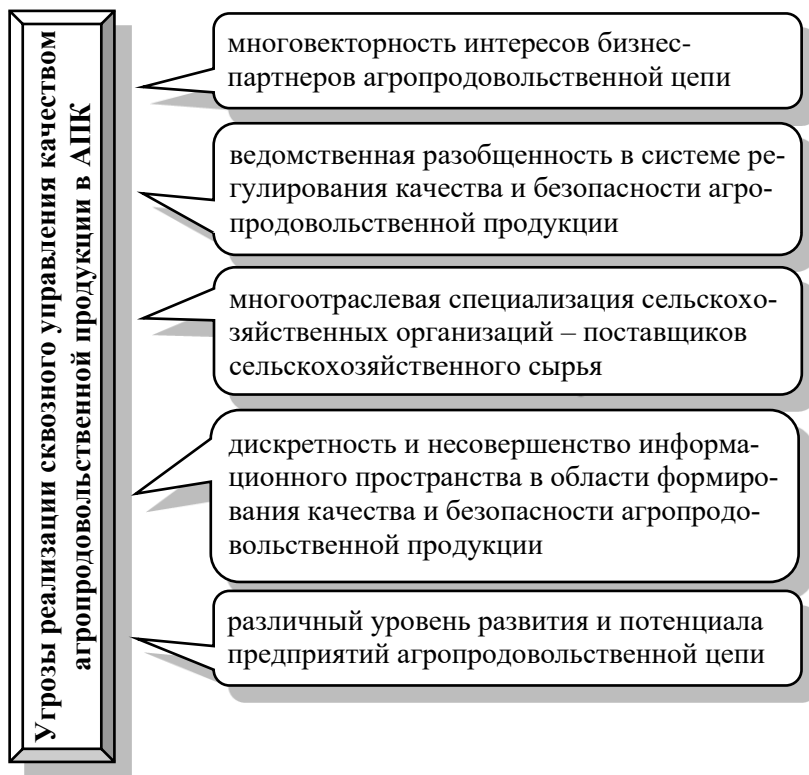 Угрозы реализации сквозного управления качеством
агропродовольственной продукции в АПК
многовекторность интересов бизнес-
партнеров агропродовольственной цепи
ведомственная разобщенность в системе ре-
гулирования качества и безопасности агро-
продовольственной продукции
многоотраслевая специализация сельскохо-
зяйственных организаций – поставщиков
сельскохозяйственного сырья
дискретность и несовершенство информа-
ционного пространства в области формиро-
вания качества и безопасности агропродо-
вольственной продукции
различный уровень развития и потенциала
предприятий агропродовольственной цепи